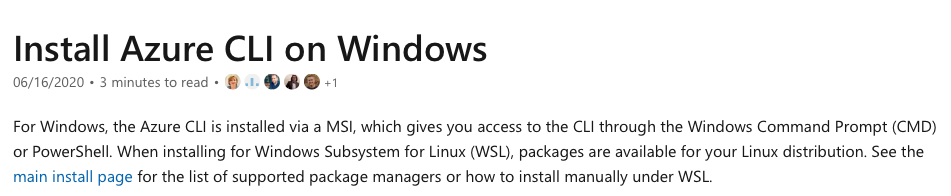 Install Azure CLI on Windows
06/16/2020 • 3 minutes to read • +1
For Windows, the Azure CLI is installed via a MSI, which gives you access to the CLI through the Windows Command Prompt (CMD)
or PowerShell. When installing for Windows Subsystem for Linux (WSL), packages are available for your Linux distribution. See the
main install page for the list of supported package managers or how to install manually under WSL.